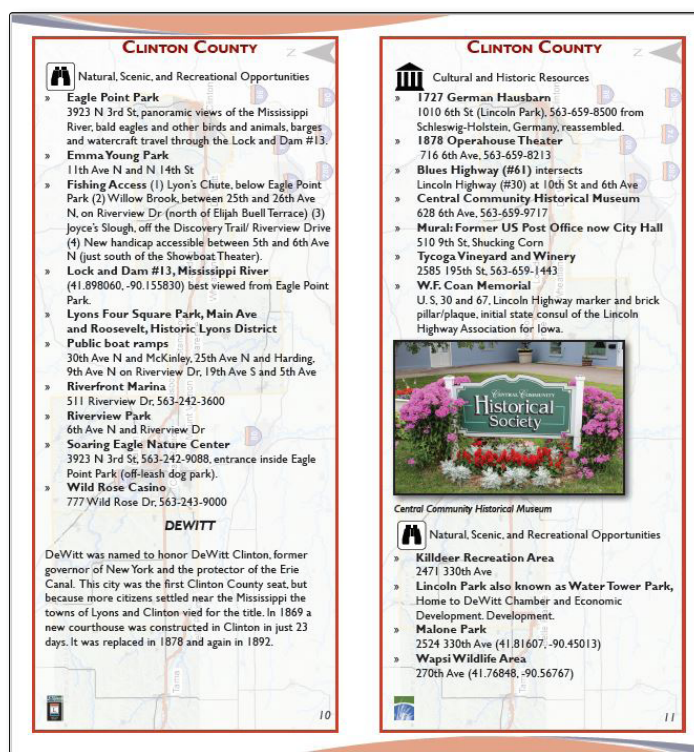 CLINTON COUNTY
Natural, Scenic, and Recreational Opportunities
» Eagle Point Park
3923 N 3rd St, panoramic views of the Mississippi
River, bald eagles and other birds and animals, barges
and watercraft travel through the Lock and Dam #13.
» Emma Young Park
11th Ave N and N 14th St
» Fishing Access (1) Lyon's Chute, below Eagle Point
Park (2) Willow Brook, between 25th and 26th Ave
N, on Riverview Dr (north of Elijah Buell Terrace) (3)
Joyce's Slough, off the Discovery Trail/ Riverview Drive
(4) New handicap accessible between 5th and 6th Ave
N (just south of the Showboat Theater).
» Lock and Dam #13, Mississippi River
(41.898060, -90.155830) best viewed from Eagle Point
Park.
» Lyons Four Square Park, Main Ave
and Roosevelt, Historic Lyons District
» Public boat ramps
30th Ave N and McKinley, 25th Ave N and Harding,
9th Ave N on Riverview Dr, 19th Ave S and 5th Ave
» Riverfront Marina
511 Riverview Dr, 563-242-3600
» Riverview Park
6th Ave N and Riverview Dr
» Soaring Eagle Nature Center
3923 N 3rd St, 563-242-9088, entrance inside Eagle
Point Park (off-leash dog park).
» Wild Rose Casino
777 Wild Rose Dr, 563-243-9000
DEWITT
DeWitt was named to honor DeWitt Clinton, former
governor of New York and the protector of the Erie
Canal. This city was the first Clinton County seat, but
because more citizens settled near the Mississippi the
towns of Lyons and Clinton vied for the title. In 1869 a
new courthouse was constructed in Clinton in just 23
days. It was replaced in 1878 and again in 1892.
10
CLINTON COUNTY
Cultural and Historic Resources
» 1727 German Hausbarn
1010 6th St (Lincoln Park), 563-659-8500 from
Schleswig-Holstein, Germany, reassembled.
» 1878 Operahouse Theater
716 6th Ave, 563-659-8213
» Blues Highway (#61) intersects
Lincoln Highway (#30) at 10th St and 6th Ave
» Central Community Historical Museum
628 6th Ave, 563-659-9717
» Mural: Former US Post Office now City Hall
510 9th St, Shucking Corn
» Tycoga Vineyard and Winery
2585 195th St, 563-659-1443
» W.F. Coan Memorial
U. S, 30 and 67, Lincoln Highway marker and brick
pillar/plaque, initial state consul of the Lincoln
Highway Association for Iowa.
CENTRAL COMMUNITY
Historical
Society
Central Community Historical Museum
Natural, Scenic, and Recreational Opportunities
» Killdeer Recreation Area
2471 330th Ave
» Lincoln Park also known as Water Tower Park,
Home to DeWitt Chamber and Economic
Development. Development.
» Malone Park
2524 330th Ave (41.81607, -90.45013)
» Wapsi Wildlife Area
270th Ave (41.76848, -90.56767)
11